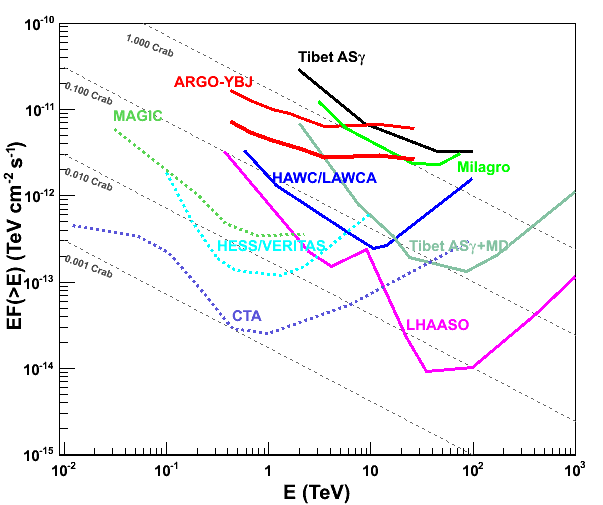 10^-10
1.000 Crab
Tibet ASγ
ARGO-YBJ
0.100 Crab
10^-11
MAGIC
Milagro
0.010 Crab
HAWC/LAWCA
10^-12
HESS/VERITAS
Tibet ASγ+MD
0.001 Crab
10^-13
CTA
LHAASO
10^-14
10^-15
EF(>E) (TeV cm^-2 s^-1)
10^-2 10^-1 1 10 10^2 10^3
E (TeV)